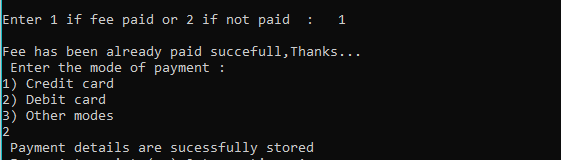 Enter 1 if fee paid or 2 if not paid  :   1
Fee has been already paid succefull,Thanks...
Enter the mode of payment :
1) Credit card
2) Debit card
3) Other modes
2
Payment details are sucessfully stored